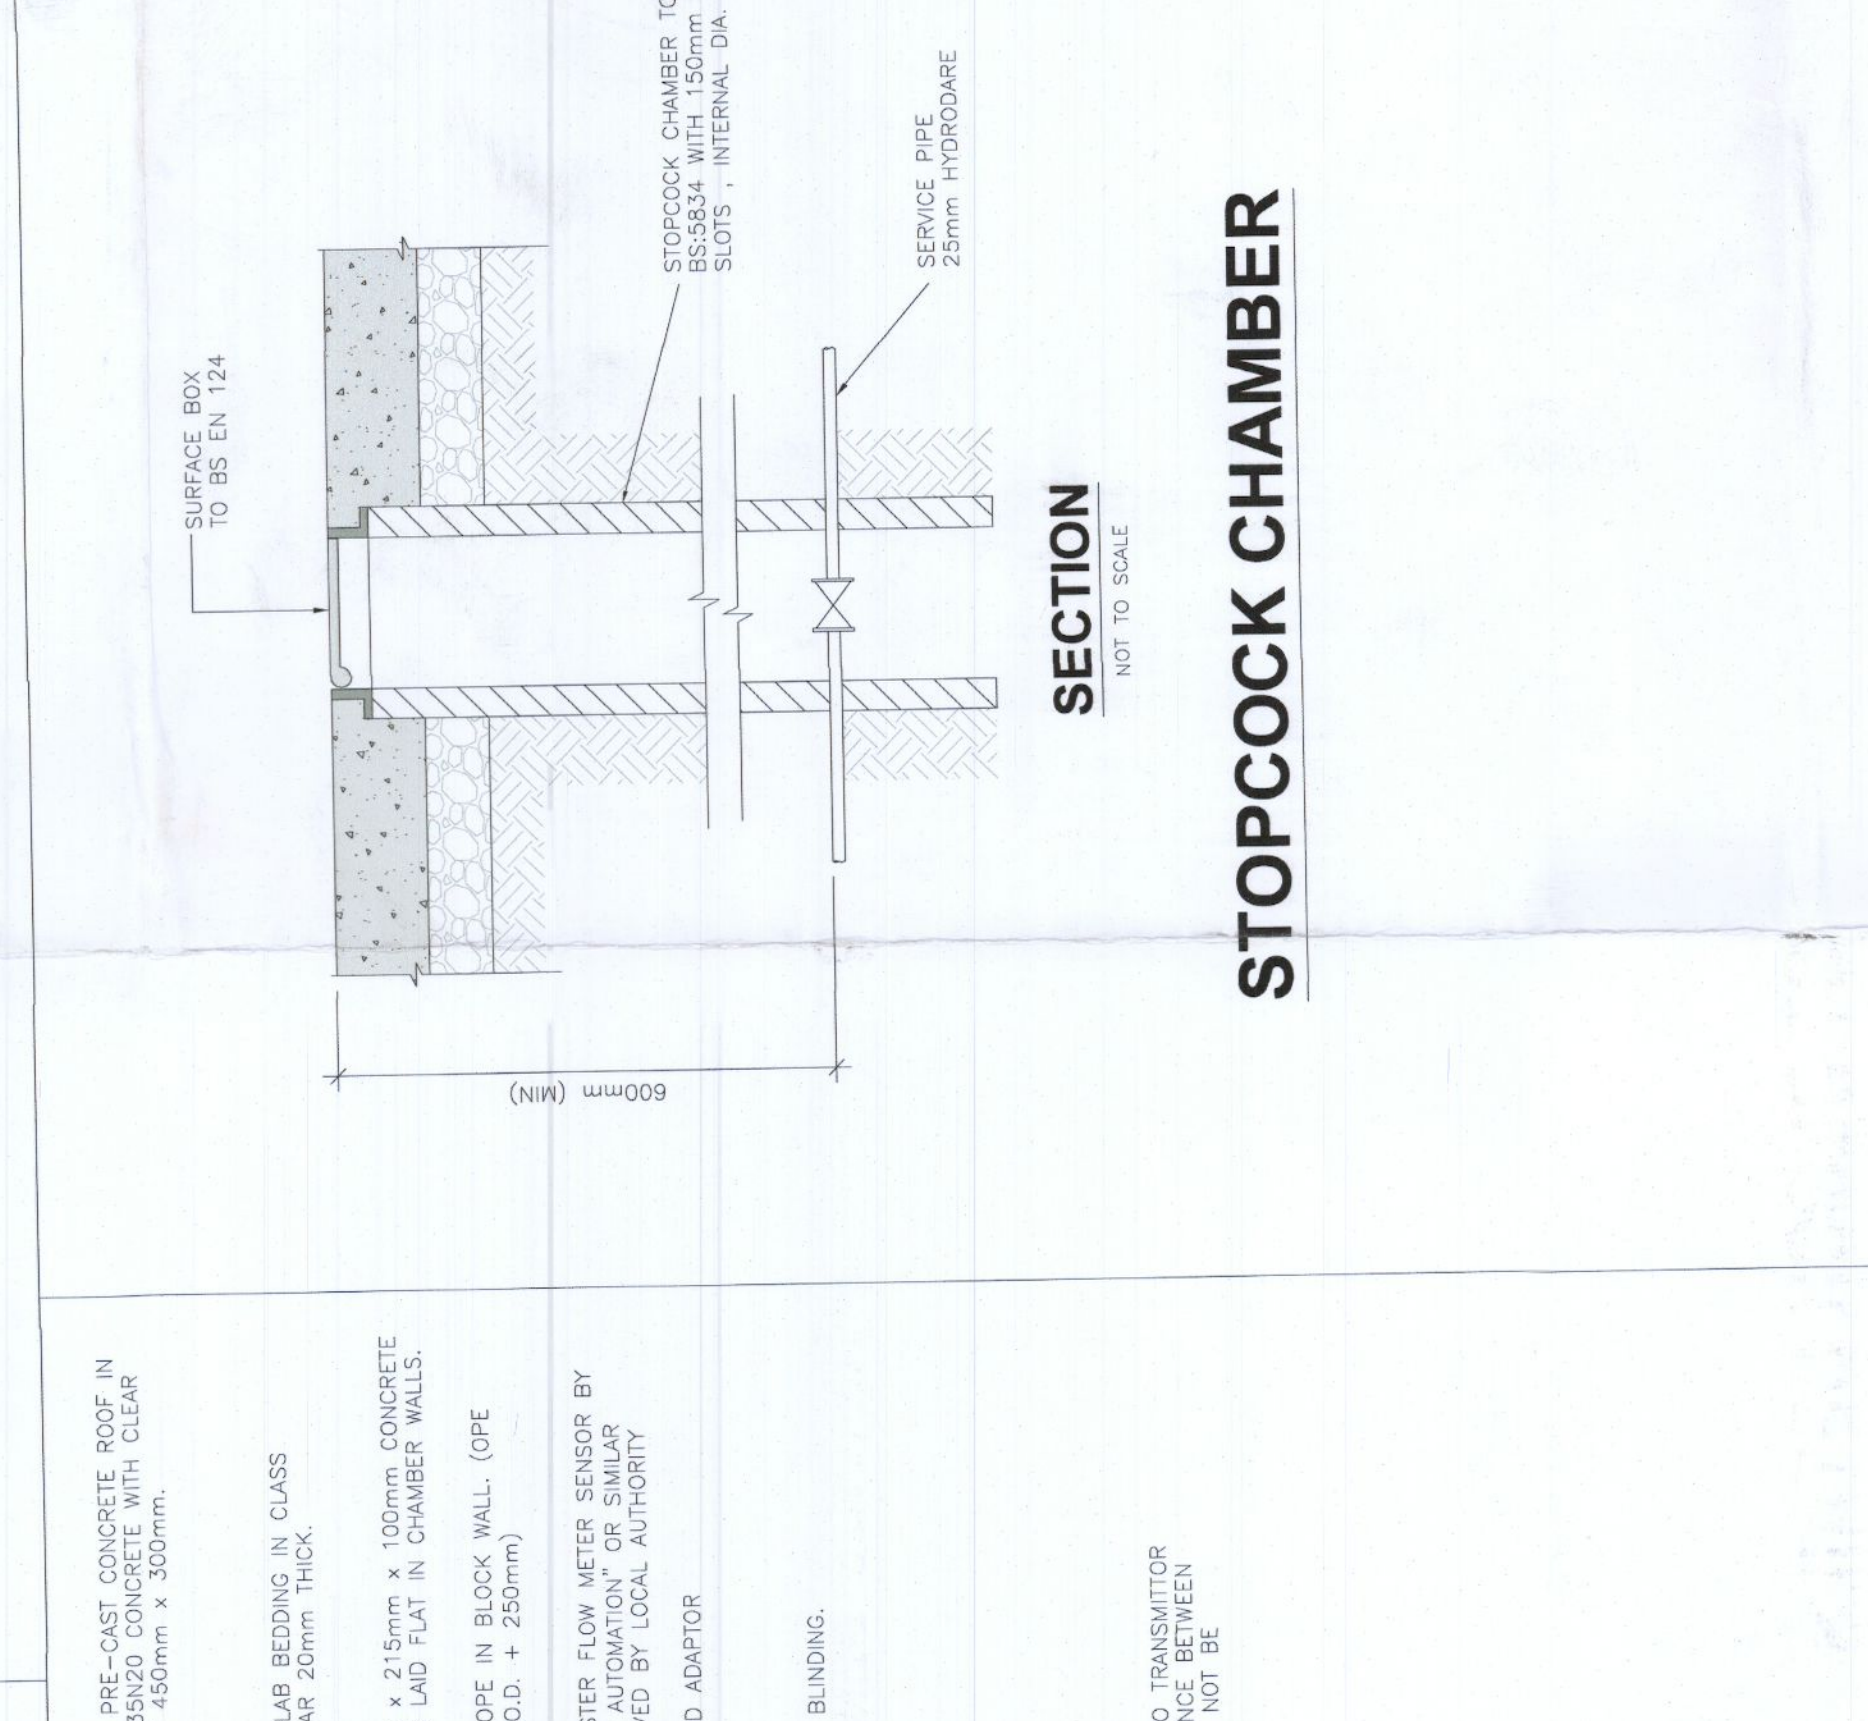 SURFACE BOX
TO BS EN 124
STOPCOCK CHAMBER TO
BS:5834 WITH 150mm
SLOTS , INTERNAL DIA.
SERVICE PIPE
25mm HYDRODARE
600mm (MIN)
SECTION
NOT TO SCALE
STOPCOCK CHAMBER
PRE-CAST CONCRETE ROOF IN
35N20 CONCRETE WITH CLEAR
450mm x 300mm.
LAB BEDDING IN CLASS
AR 20mm THICK.
x 215mm x 100mm CONCRETE
LAID FLAT IN CHAMBER WALLS.
OPE IN BLOCK WALL. (OPE
O.D. + 250mm)
STER FLOW METER SENSOR BY
AUTOMATION" OR SIMILAR
VED BY LOCAL AUTHORITY
D ADAPTOR
BLINDING.
O TRANSMITTOR
NCE BETWEEN
NOT BE